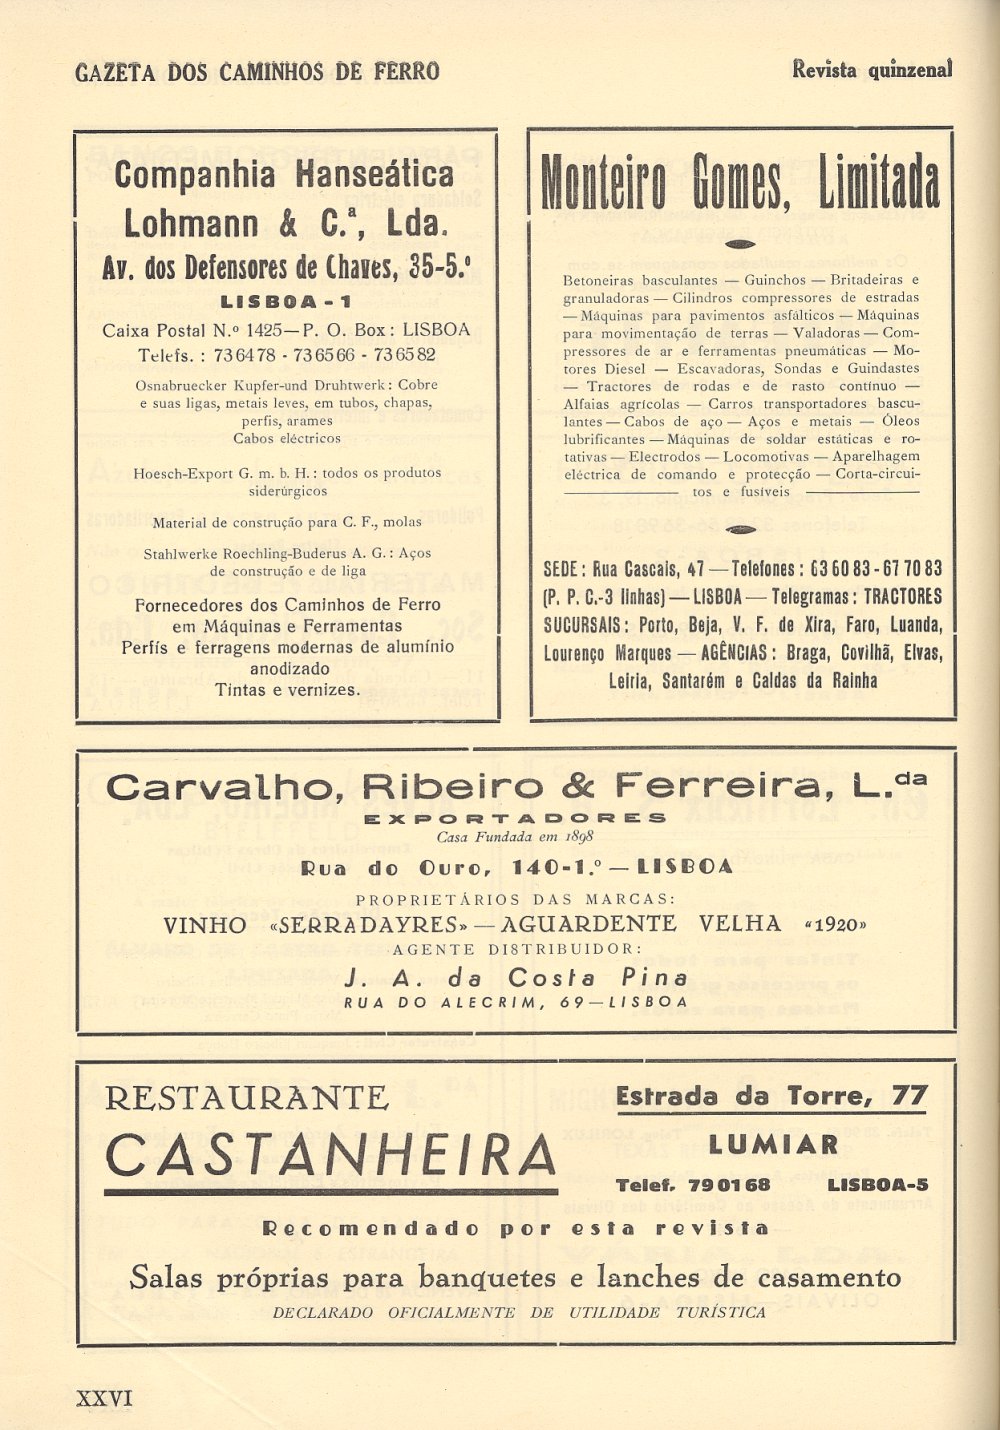 GAZETA DOS CAMINHOS DE FERRO
Revista quinzenal
Companhia Hanseática
Lohmann & C.ª, Lda.
Av. dos Defensores de Chaves, 35-5.º
LISBOA-1
Caixa Postal N.º 1425—P. O. Box: LISBOA
Telefs. : 736478 - 736566 - 736582
Osnabruecker Kupfer-und Druhtwerk: Cobre
e suas ligas, metais leves, em tubos, chapas,
perfis, arames
Cabos eléctricos
Hoesch-Export G. m. b. H.: todos os produtos
siderúrgicos
Material de construção para C. F., molas
Stahlwerke Roechling-Buderus A. G.: Aços
de construção e de liga
Fornecedores dos Caminhos de Ferro
em Máquinas e Ferramentas
Perfís e ferragens modernas de alumínio
anodizado
Tintas e vernizes.
Monteiro Gomes, Limitada
Betoneiras basculantes — Guinchos — Britadeiras e
granuladoras — Cilindros compressores de estradas
— Máquinas para pavimentos asfálticos — Máquinas
para movimentação de terras — Valadoras — Com-
pressores de ar e ferramentas pneumáticas — Mo-
tores Diesel — Escavadoras, Sondas e Guindastes
— Tractores de rodas e de rasto contínuo —
Alfaias agrícolas — Carros transportadores bascu-
lantes — Cabos de aço — Aços e metais — Óleos
lubrificantes — Máquinas de soldar estáticas e ro-
tativas — Electrodos — Locomotivas — Aparelhagem
eléctrica de comando e protecção — Corta-circui-
tos e fusíveis
SEDE: Rua Cascais, 47 — Telefones: 636083-677083
(P. P. C.-3 linhas) — LISBOA — Telegramas: TRACTORES
SUCURSAIS: Porto, Beja, V. F. de Xira, Faro, Luanda,
Lourenço Marques — AGÊNCIAS: Braga, Covilhã, Elvas,
Leiria, Santarém e Caldas da Rainha
Carvalho, Ribeiro & Ferreira, L.da
EXPORTADORES
Casa Fundada em 1898
Rua do Ouro, 140-1.º — LISBOA
PROPRIETÁRIOS DAS MARCAS:
VINHO «SERRADAYRES» — AGUARDENTE VELHA «1920»
AGENTE DISTRIBUIDOR:
J. A. da Costa Pina
RUA DO ALECRIM, 69 — LISBOA
RESTAURANTE
CASTANHEIRA
Estrada da Torre, 77
LUMIAR
Telef. 790168 LISBOA-5
Recomendado por esta revista
Salas próprias para banquetes e lanches de casamento
DECLARADO OFICIALMENTE DE UTILIDADE TURÍSTICA
XXVI